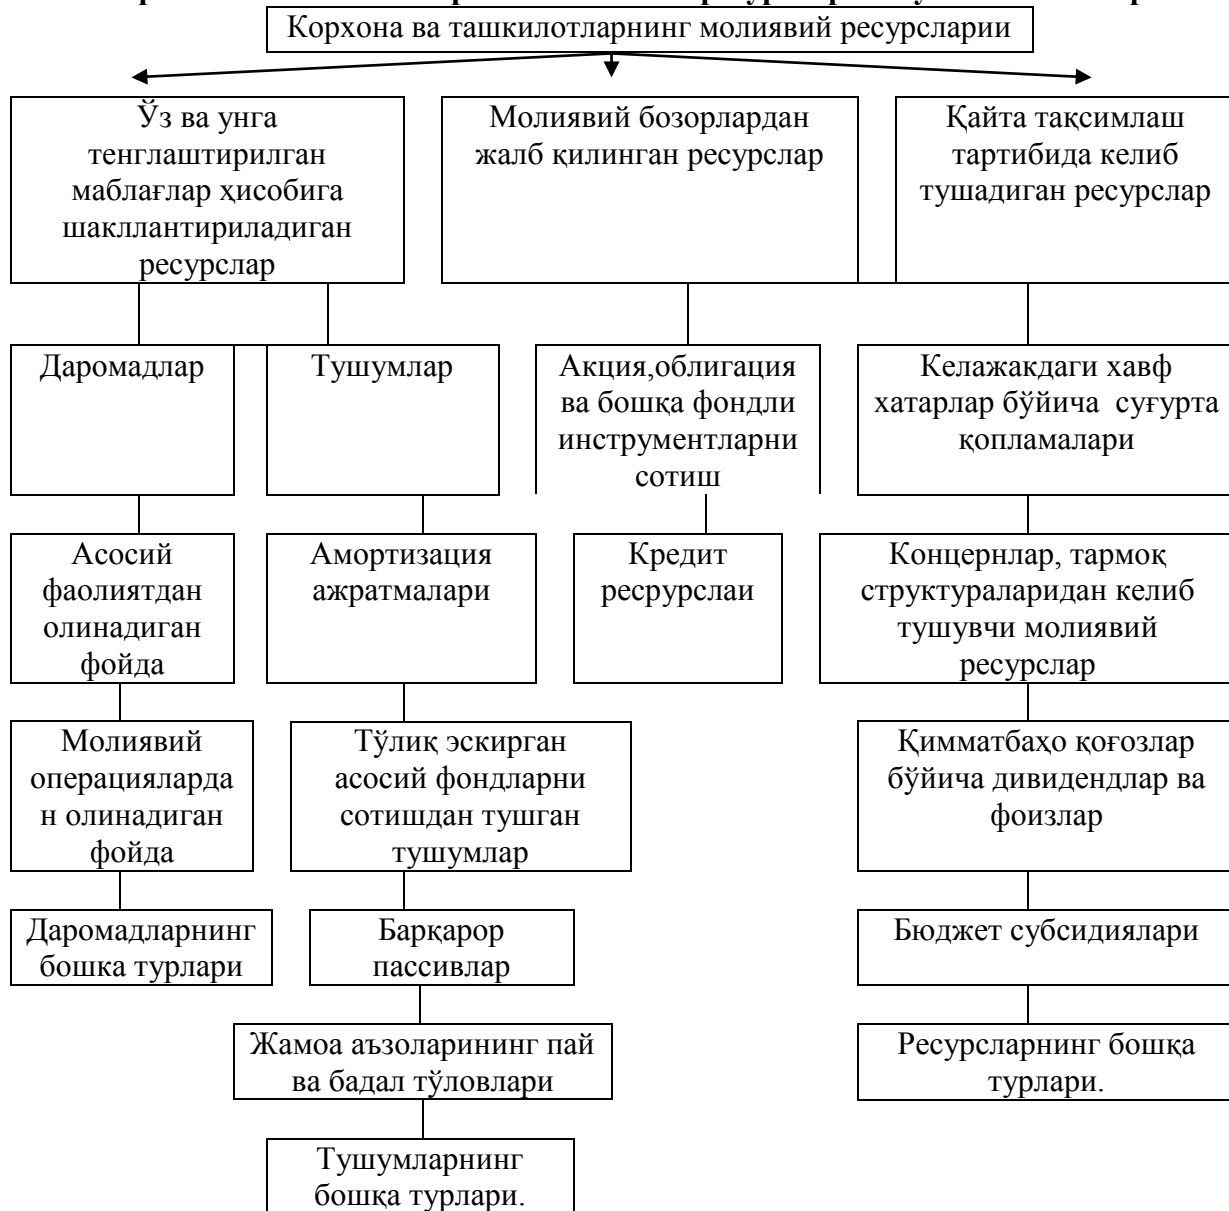 Корхона ва ташкилотларнинг молиявий ресурсларии
Ўз ва унга
тенглаштирилган
маблағлар ҳисобига
шакллантириладиган
ресурслар
Молиявий бозорлардан
жалб қилинган ресурслар
Қайта тақсимлаш
тартибида келиб
тушадиган ресурслар
Даромадлар
Тушумлар
Акция,облигация
ва бошқа фондли
инструментларни
сотиш
Келажакдаги хавф
хатарлар бўйича суғурта
қопламалари
Асосий
фаолиятдан
олинадиган
фойда
Амортизация
ажратмалари
Кредит
ресрурслаи
Концернлар, тармоқ
структураларидан келиб
тушувчи молиявий
ресурслар
Молиявий
операцияларда
н олинадиган
фойда
Тўлиқ эскирган
асосий фондларни
сотишдан тушган
тушумлар
Қимматбаҳо қоғозлар
бўйича дивидендлар ва
фоизлар
Даромадларнинг
бошка турлари
Барқарор
пассивлар
Бюджет субсидиялари
Жамоа аъзоларининг пай
ва бадал тўловлари
Ресурсларнинг бошқа
турлари.
Тушумларнинг
бошқа турлари.